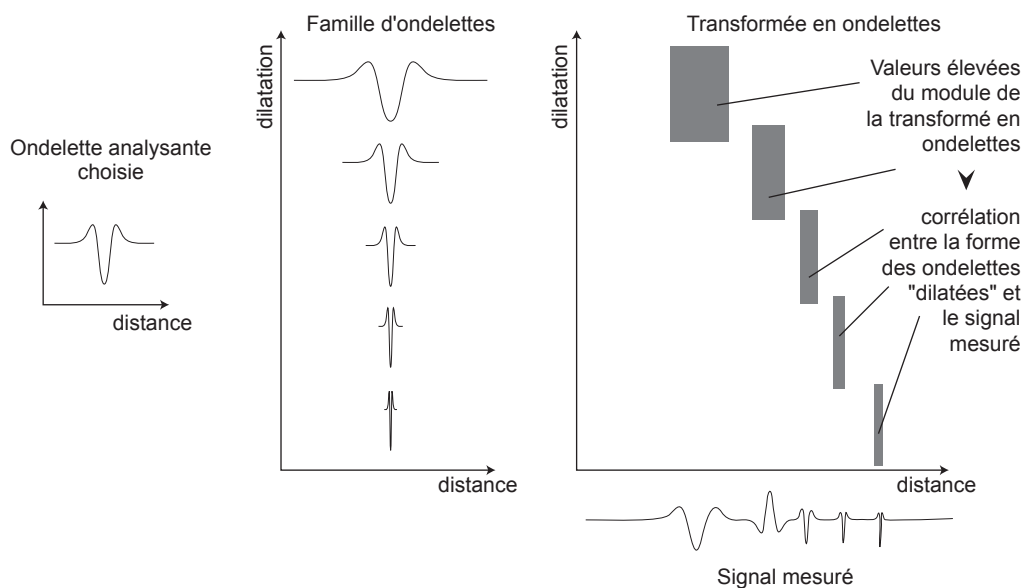 Ondelette analysante
choisie
distance
Famille d'ondelettes
dilatation
distance
Transformée en ondelettes
dilatation
Valeurs élevées
du module de
la transformé en
ondelettes
corrélation
entre la forme
des ondelettes
"dilatées" et
le signal
mesuré
distance
Signal mesuré